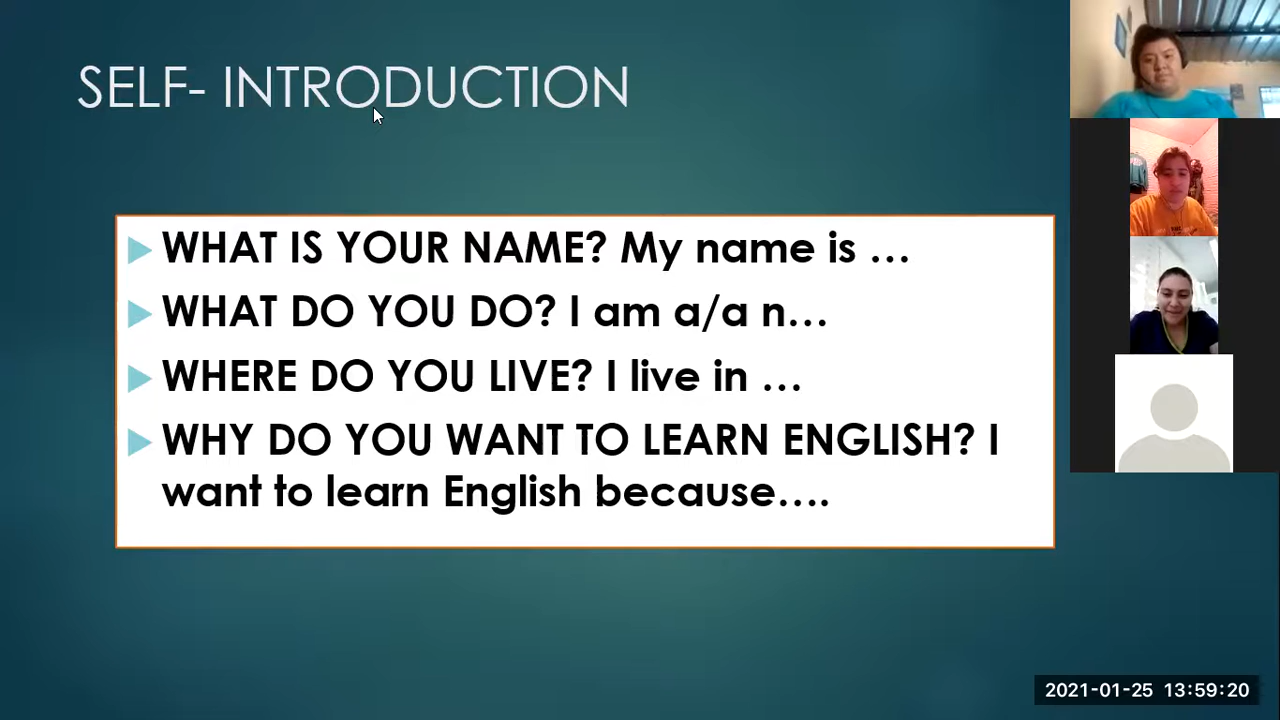 SELF- INTRODUCTION
WHAT IS YOUR NAME? My name is …
WHAT DO YOU DO? I am a/a n…
WHERE DO YOU LIVE? I live in …
WHY DO YOU WANT TO LEARN ENGLISH? I
want to learn English because….
2021-01-25 13:59:20